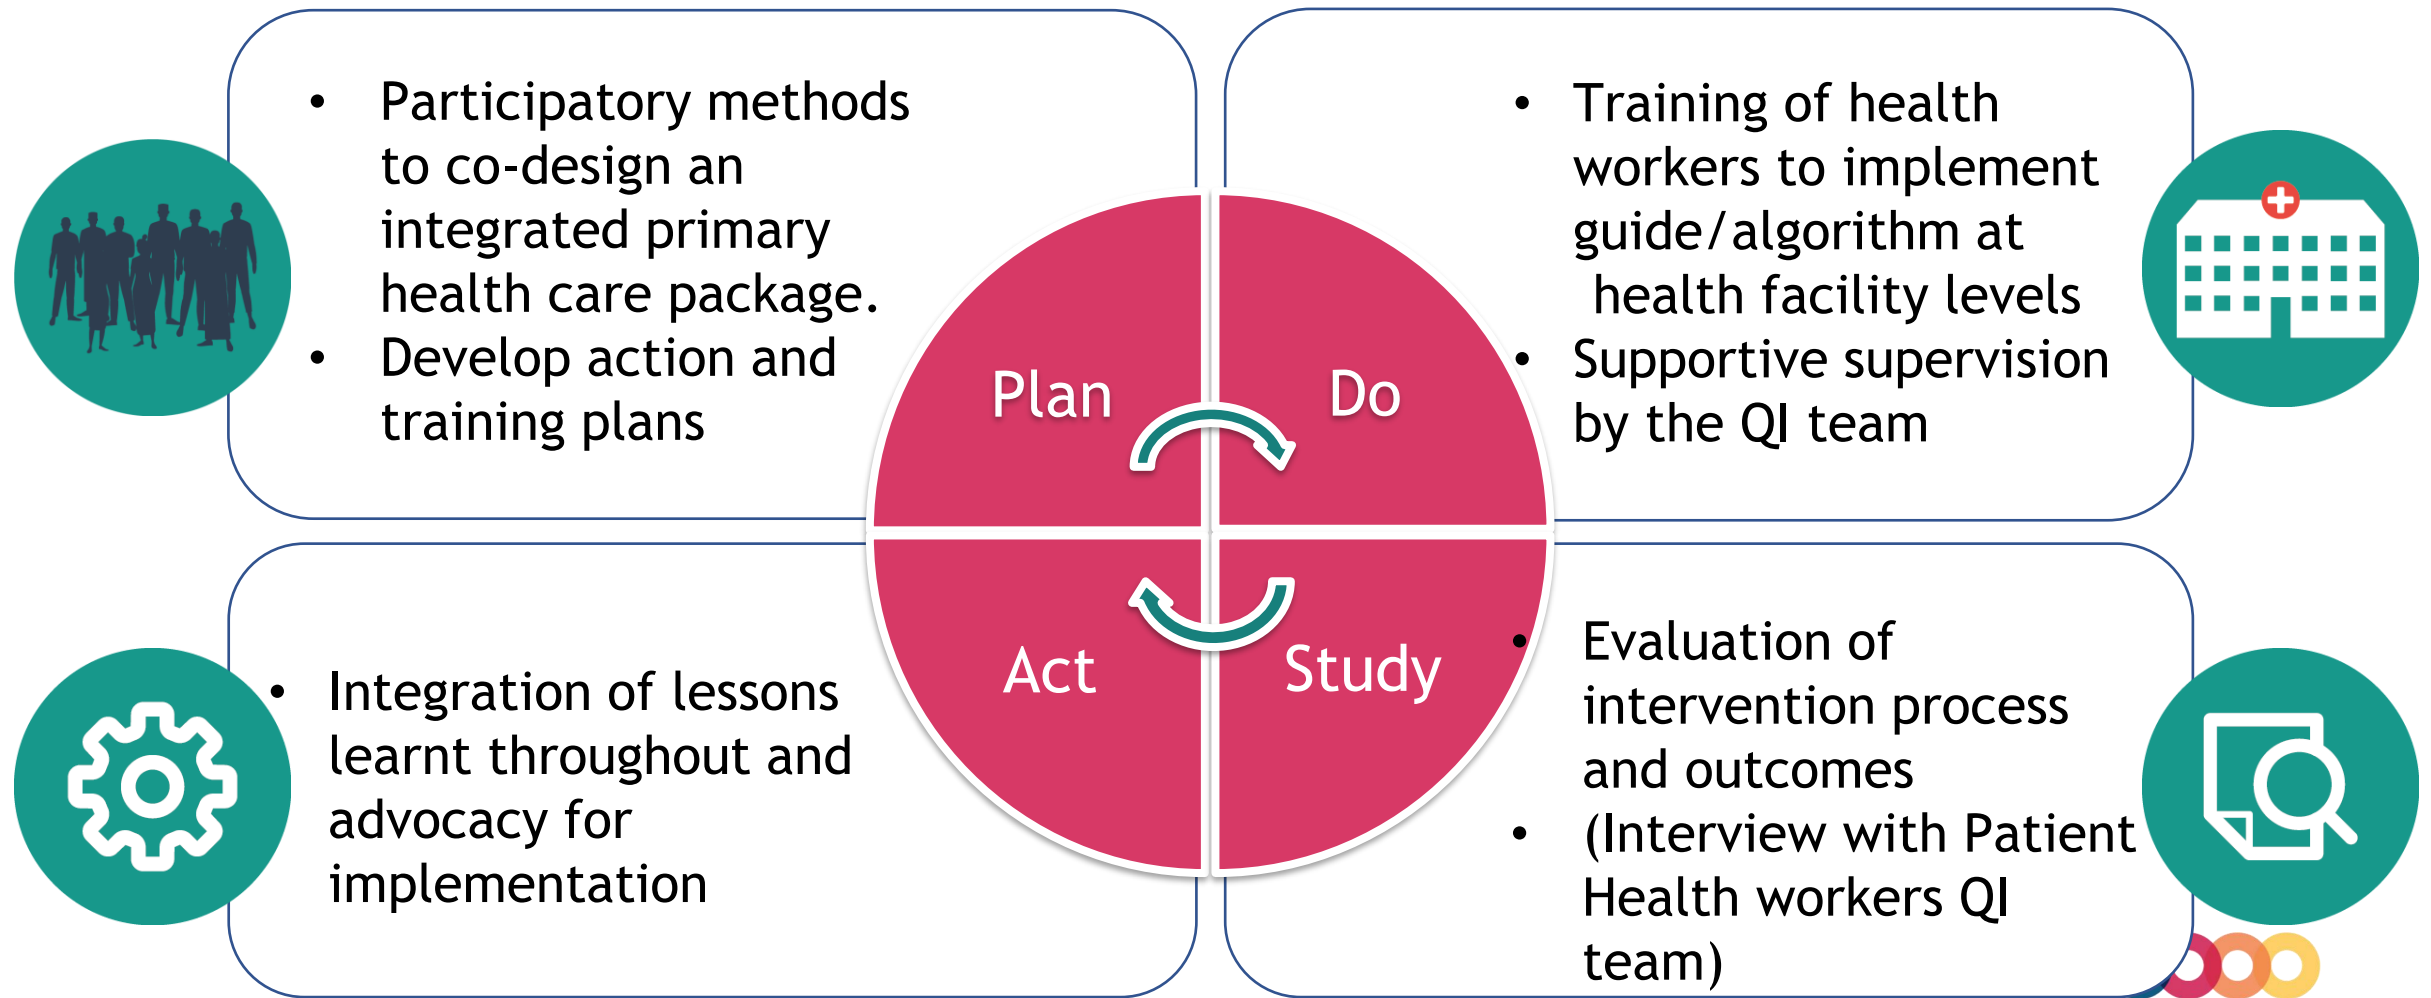 • Participatory methods
to co-design an
integrated primary
health care package.
• Develop action and
training plans
• Training of health
workers to implement
guide/algorithm at
health facility levels
• Supportive supervision
by the QI team
Plan
Do
Act
Study
• Integration of lessons
learnt throughout and
advocacy for
implementation
• Evaluation of
intervention process
and outcomes
• (Interview with Patient
Health workers QI
team)